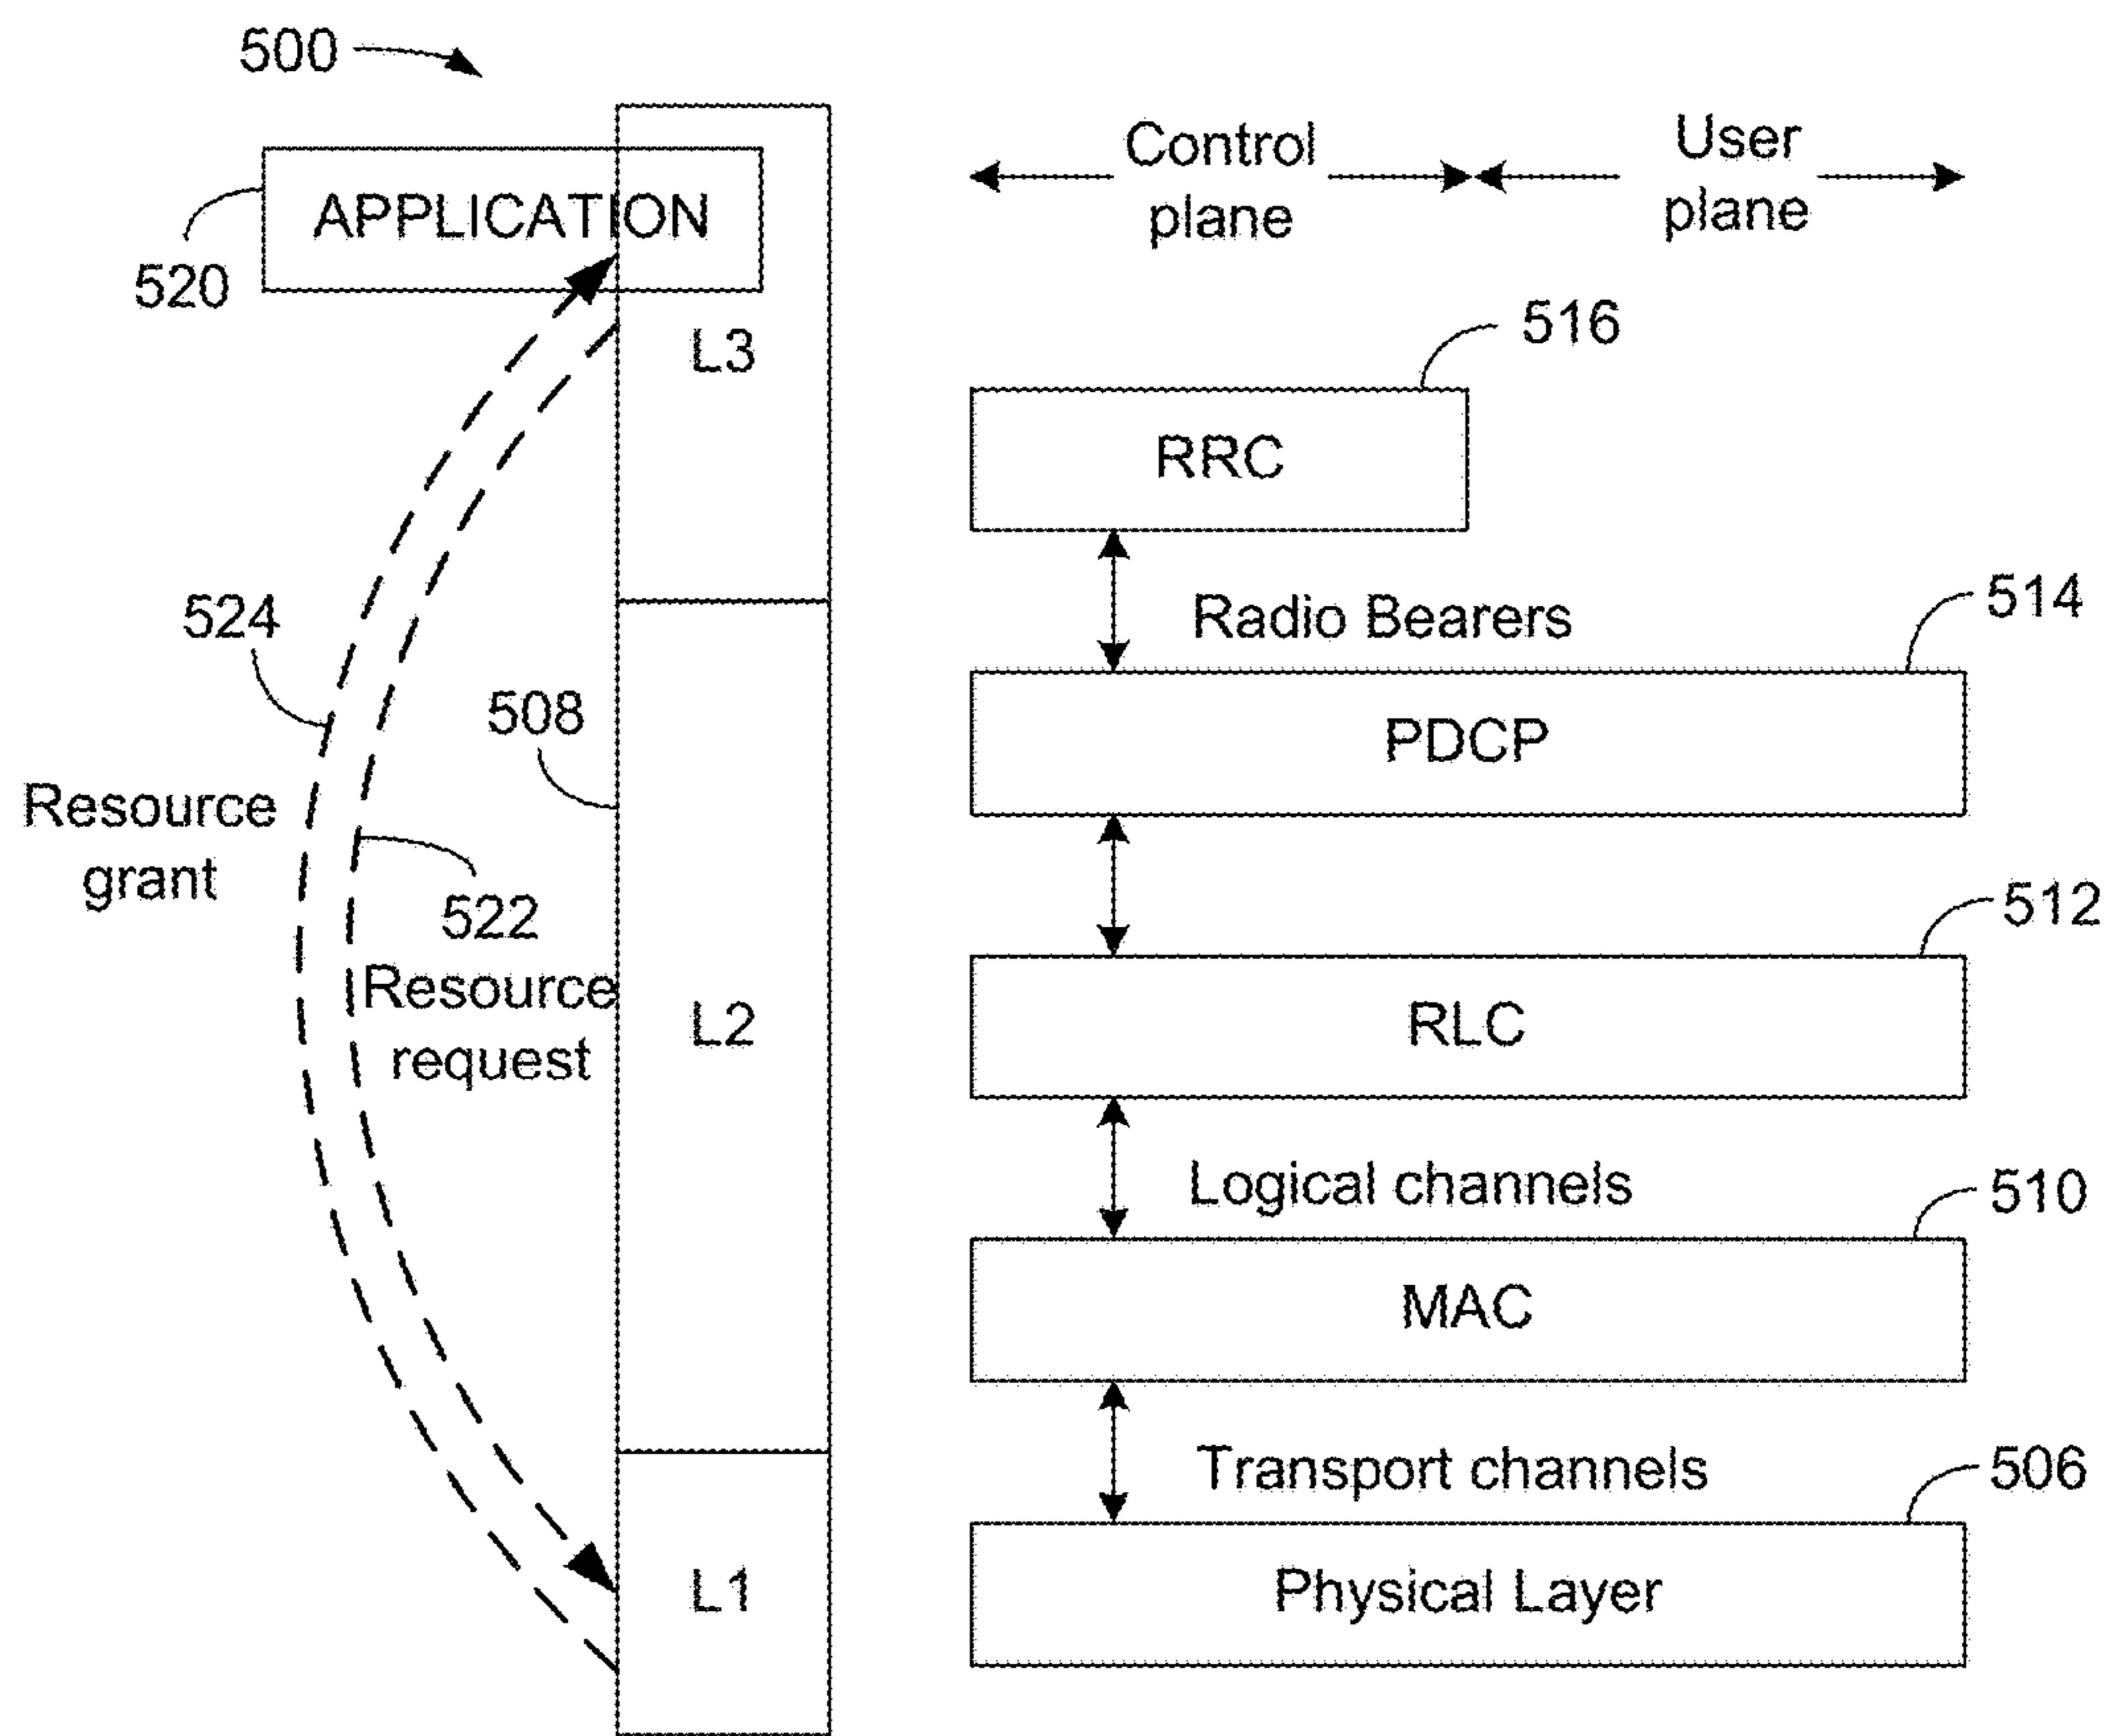 500
Control
plane
User
plane
APPLICATION
520
L3
516
RRC
524
Radio Bearers
514
508
PDCP
Resource
grant
522
Resource
request
512
L2
RLC
Logical channels
510
MAC
Transport channels
506
L1
Physical Layer